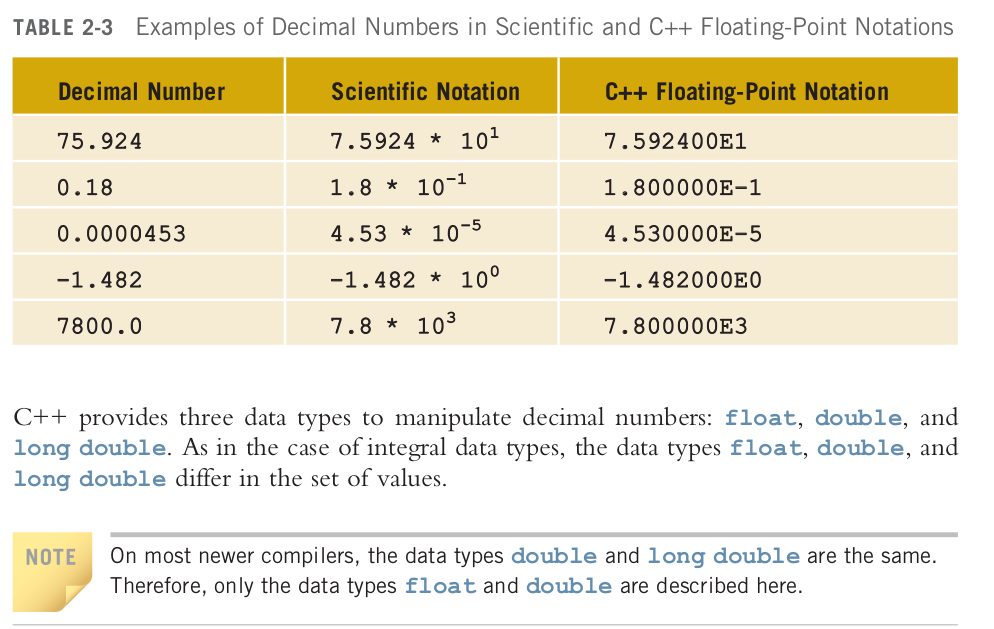 TABLE 2-3 Examples of Decimal Numbers in Scientific and C++ Floating-Point Notations
Decimal Number Scientific Notation C++ Floating-Point Notation
75.924 7.5924 * 10¹ 7.592400E1
0.18 1.8 * 10⁻¹ 1.800000E-1
0.0000453 4.53 * 10⁻⁵ 4.530000E-5
-1.482 -1.482 * 10⁰ -1.482000E0
7800.0 7.8 * 10³ 7.800000E3
C++ provides three data types to manipulate decimal numbers: float, double, and
long double. As in the case of integral data types, the data types float, double, and
long double differ in the set of values.
NOTE
On most newer compilers, the data types double and long double are the same.
Therefore, only the data types float and double are described here.